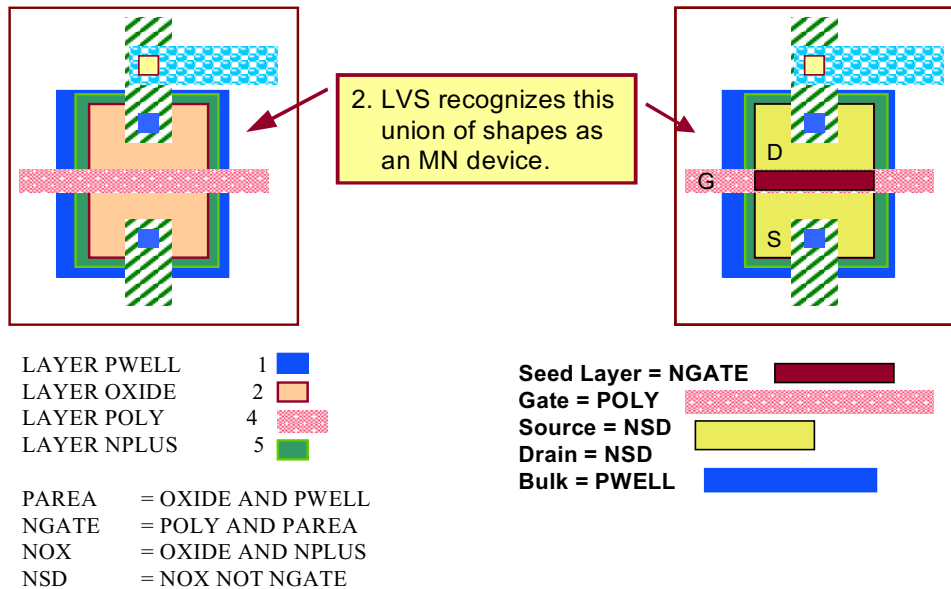 2. LVS recognizes this
union of shapes as
an MN device.
D
G
S
LAYER PWELL 1
LAYER OXIDE 2
LAYER POLY 4
LAYER NPLUS 5
PAREA = OXIDE AND PWELL
NGATE = POLY AND PAREA
NOX = OXIDE AND NPLUS
NSD = NOX NOT NGATE
Seed Layer = NGATE
Gate = POLY
Source = NSD
Drain = NSD
Bulk = PWELL